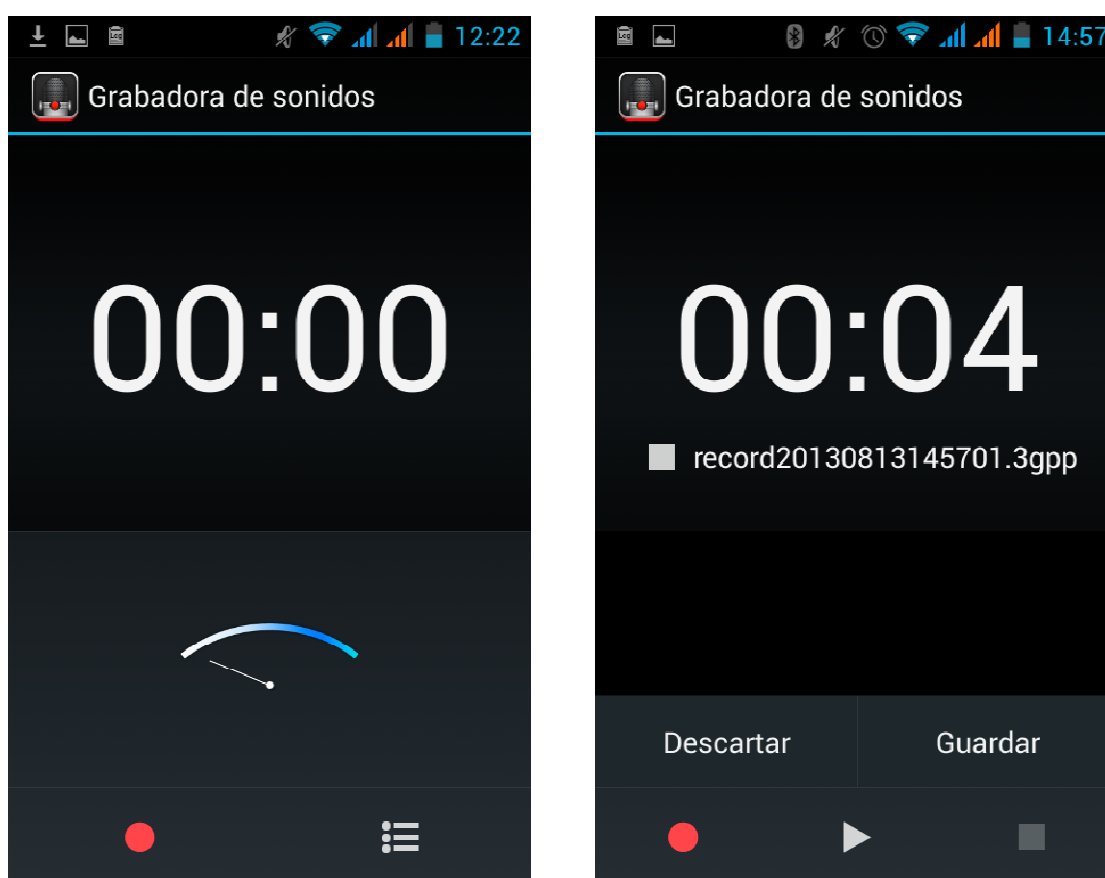 12:22
Grabadora de sonidos
00:00
14:57
Grabadora de sonidos
00:04
record20130813145701.3gpp
Descartar
Guardar